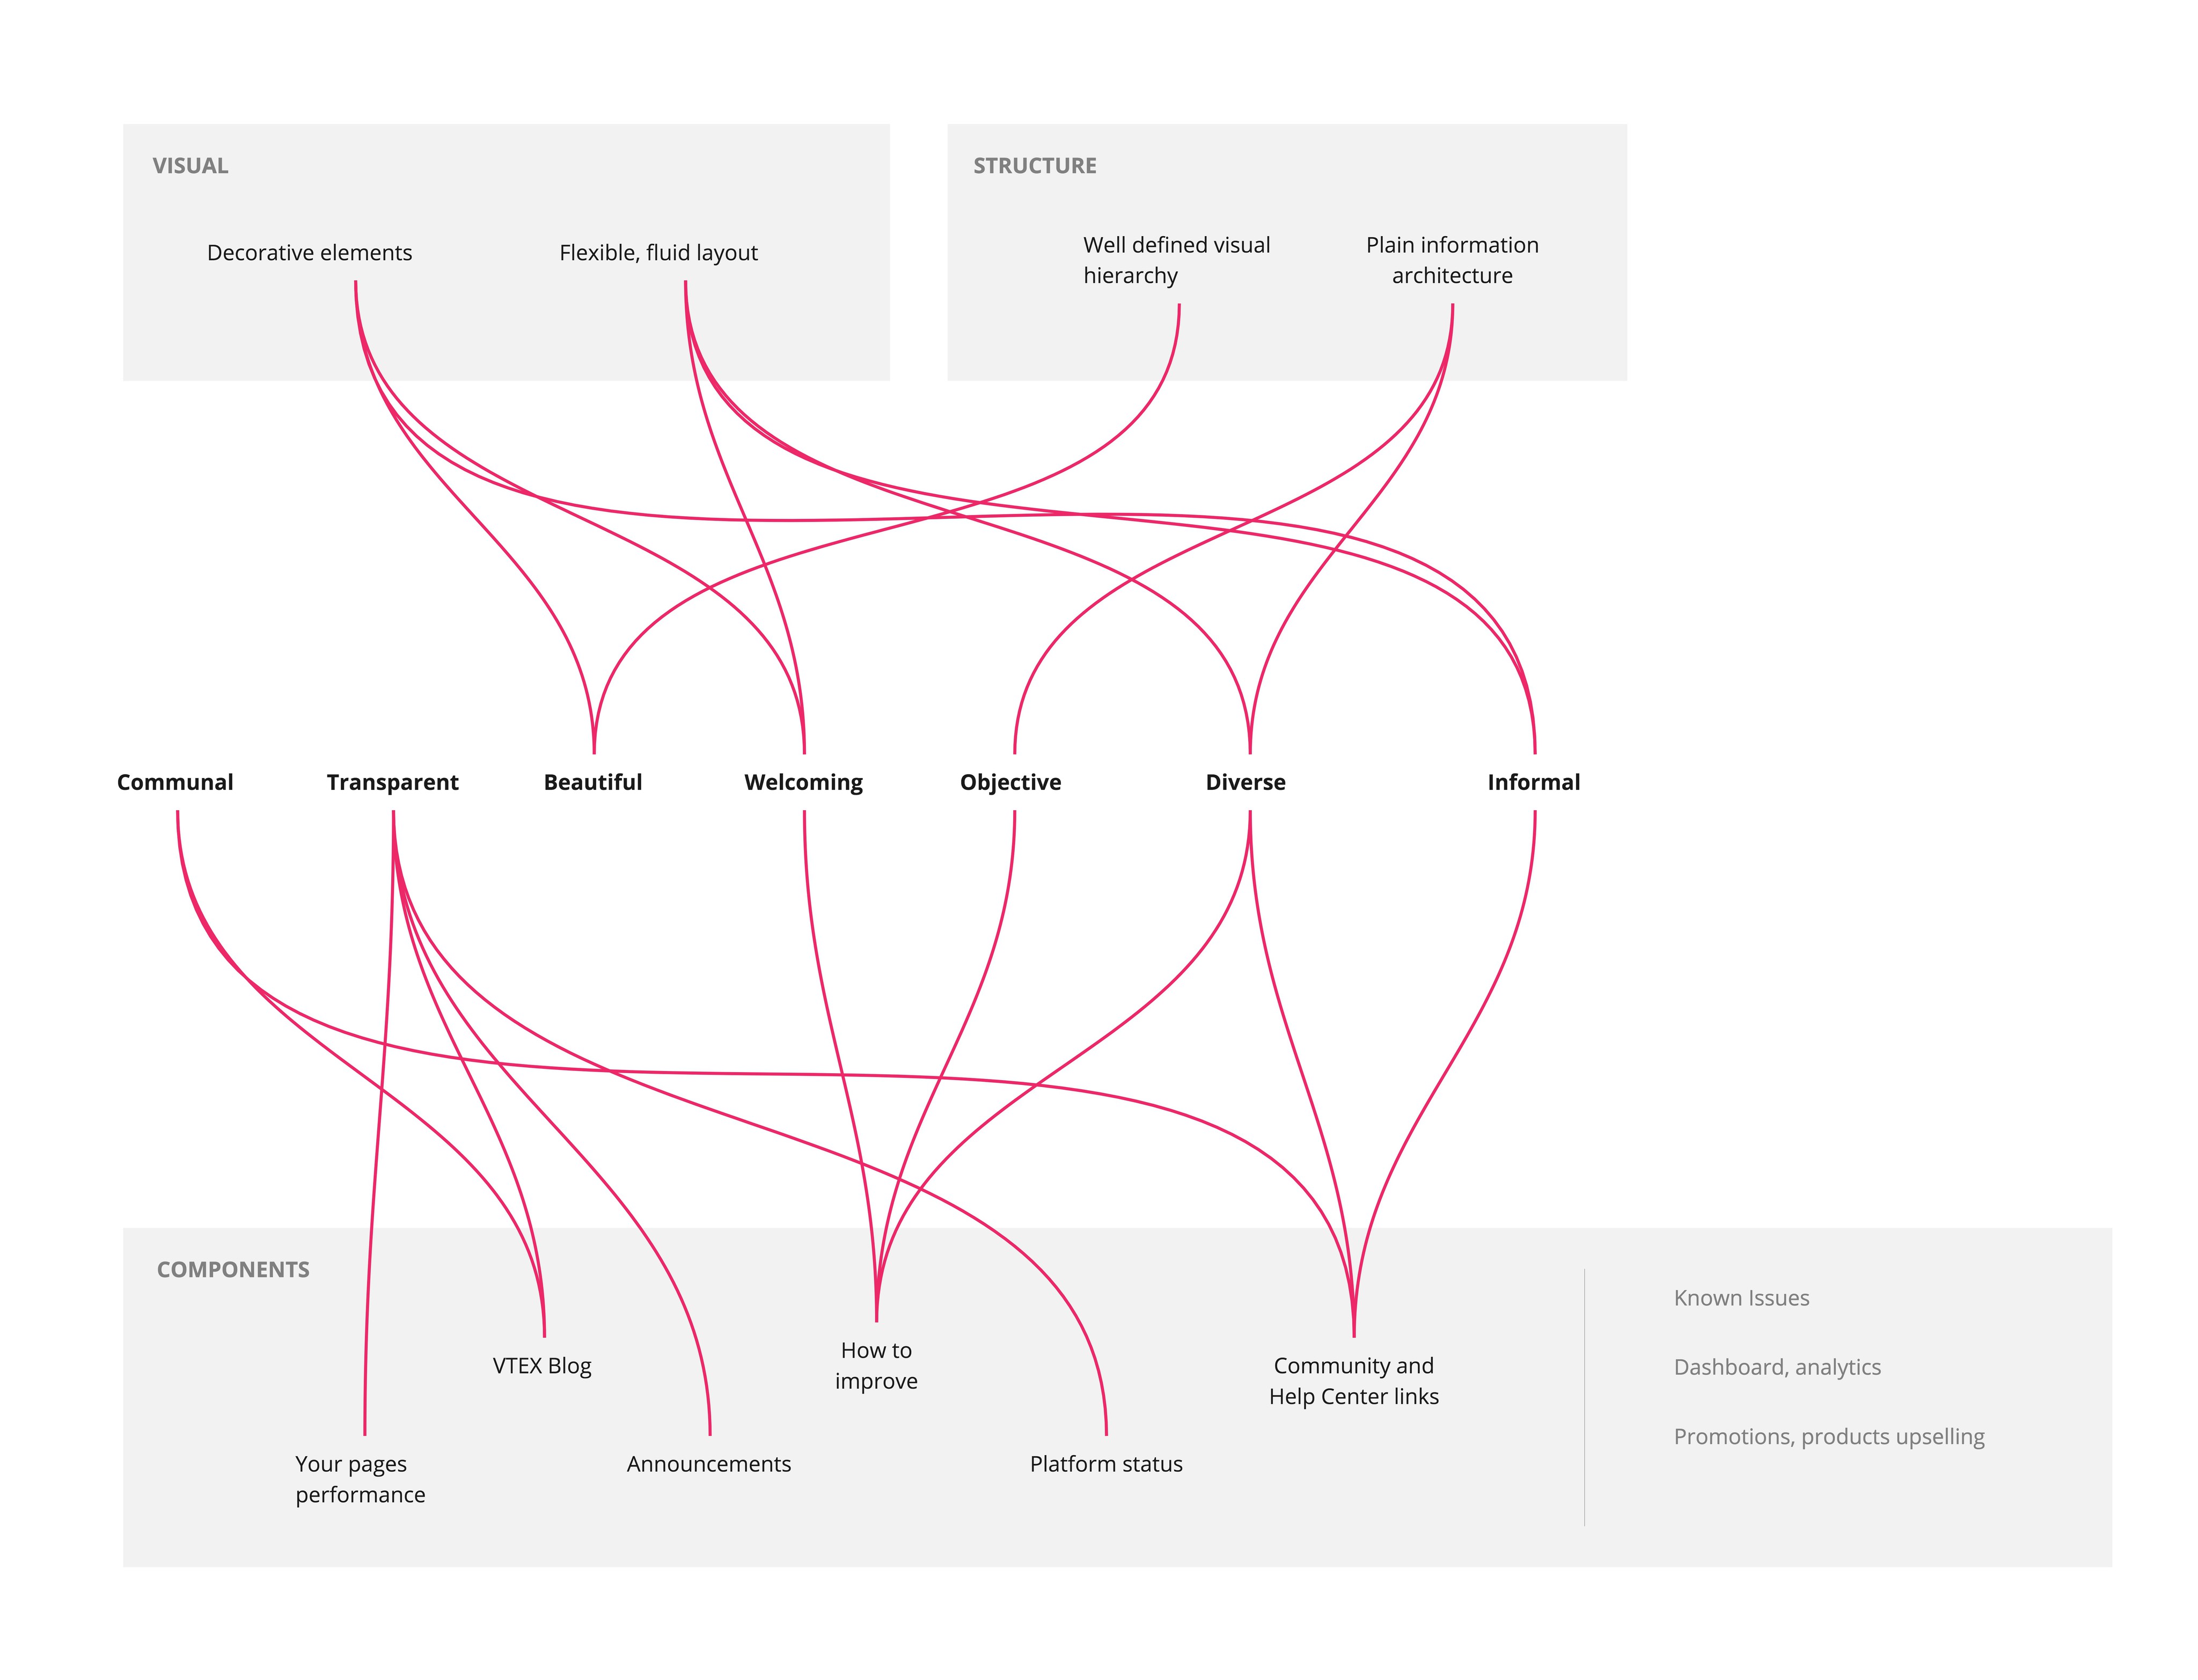 VISUAL
Decorative elements
Flexible, fluid layout
STRUCTURE
Well defined visual
hierarchy
Plain information
architecture
Communal
Transparent
Beautiful
Welcoming
Objective
Diverse
Informal
COMPONENTS
Your pages
performance
VTEX Blog
Announcements
How to
improve
Platform status
Community and
Help Center links
Known Issues
Dashboard, analytics
Promotions, products upselling